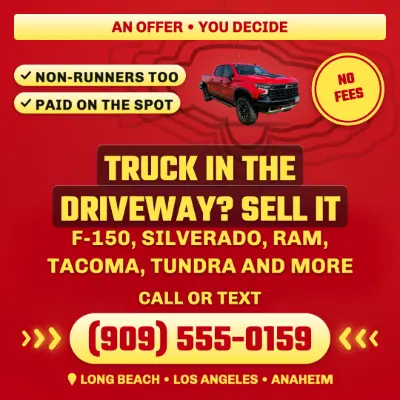 AN OFFER • YOU DECIDE
✓ NON-RUNNERS TOO
✓ PAID ON THE SPOT
NO
FEES
TRUCK IN THE
DRIVEWAY? SELL IT
F-150, SILVERADO, RAM,
TACOMA, TUNDRA AND MORE
CALL OR TEXT
(909) 555-0159
LONG BEACH • LOS ANGELES • ANAHEIM